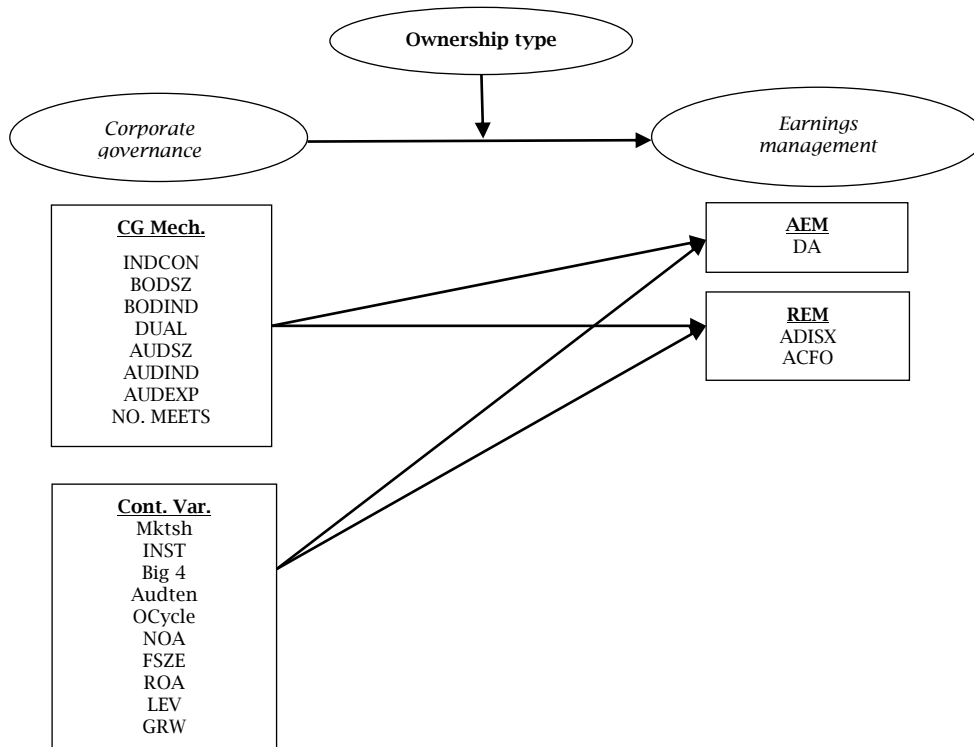 Ownership type
Corporate
governance
Earnings
management
CG Mech.
INDCON
BODSZ
BODIND
DUAL
AUDSZ
AUDIND
AUDEXP
NO. MEETS
AEM
DA
REM
ADISX
ACFO
Cont. Var.
Mktsh
INST
Big 4
Audten
OCycle
NOA
FSZE
ROA
LEV
GRW